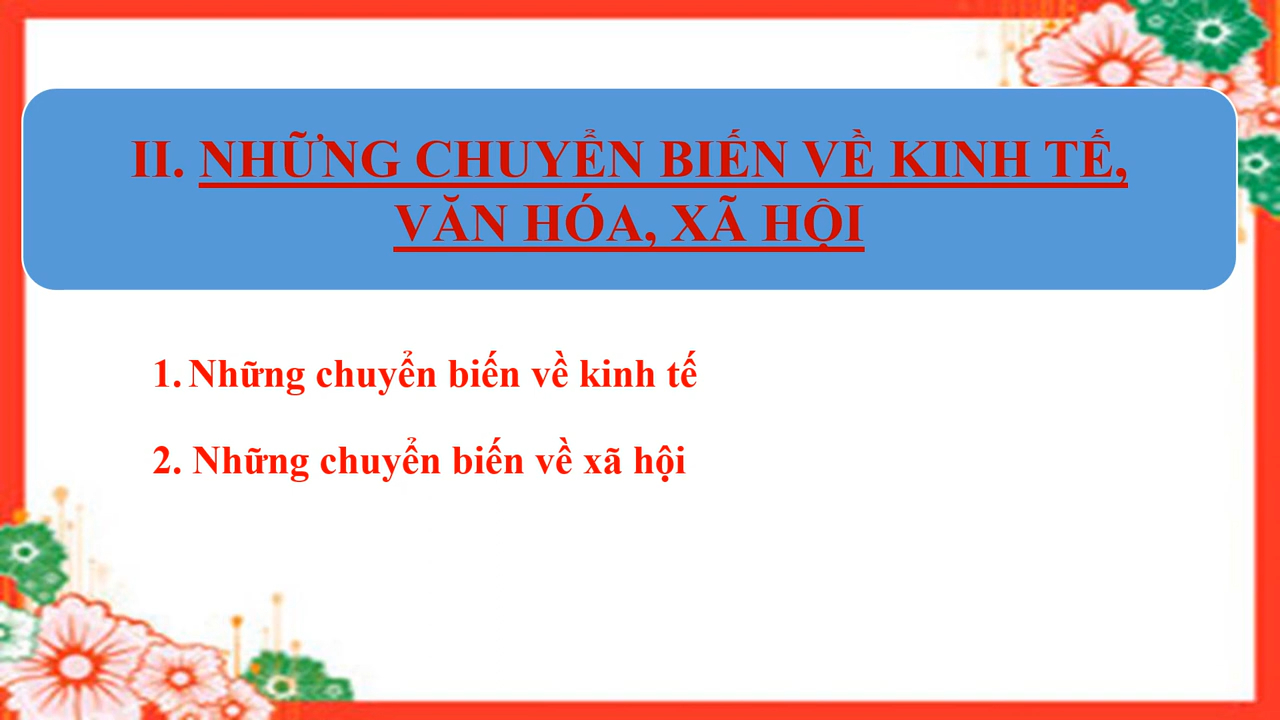 II. NHỮNG CHUYỂN BIẾN VỀ KINH TẾ,
VĂN HÓA, XÃ HỘI
1. Những chuyển biến về kinh tế
2. Những chuyển biến về xã hội